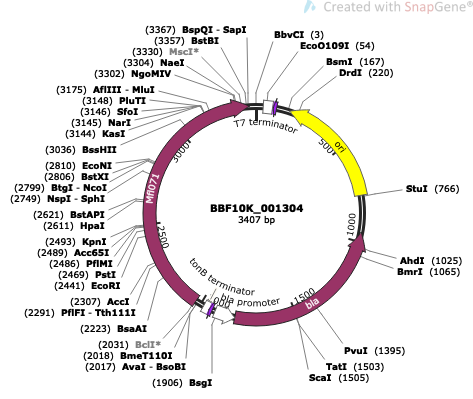 Created with SnapGene®
(3367) BspQI - SapI
(3357) BstBI
(3330) MscI*
(3304) NaeI
(3302) NgoMIV
(3175) AflIII - MluI
(3148) PluTI
(3146) SfoI
(3145) NarI
(3144) KasI
(3036) BssHII
(2810) EcoNI
(2806) BstXI
(2799) BtgI - NcoI
(2749) NspI - SphI
(2621) BstAPI
(2611) HpaI
(2493) KpnI
(2489) Acc65I
(2486) PflMI
(2469) PstI
(2441) EcoRI
(2307) AccI
(2291) PflFI - Tth111I
(2223) BsaAI
(2031) BclI*
(2018) BmeT110I
(2017) AvaI - BsoBI
(1906) BsgI
BbvCI (3)
EcoO109I (54)
BsmI (167)
DrdI (220)
StuI (766)
AhdI (1025)
BmrI (1065)
PvuI (1395)
TatI (1503)
ScaI (1505)
T7 terminator
ori
500
1000
1500
bla
bla promoter
tonB terminator
2500
Mfl071
3000
BBF10K_001304
3407 bp